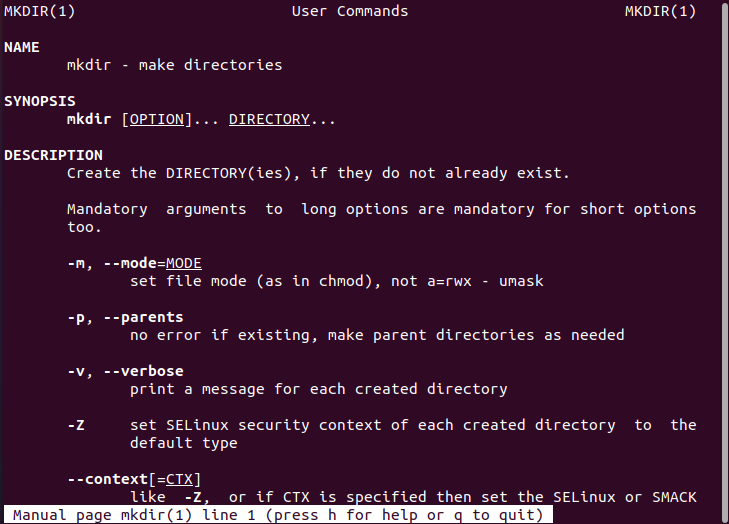 MKDIR(1) User Commands MKDIR(1)
NAME
mkdir - make directories
SYNOPSIS
mkdir [OPTION]... DIRECTORY...
DESCRIPTION
Create the DIRECTORY(ies), if they do not already exist.
Mandatory arguments to long options are mandatory for short options
too.
-m, --mode=MODE
set file mode (as in chmod), not a=rwx - umask
-p, --parents
no error if existing, make parent directories as needed
-v, --verbose
print a message for each created directory
-Z set SELinux security context of each created directory to the
default type
--context[=CTX]
like -Z, or if CTX is specified then set the SELinux or SMACK
Manual page mkdir(1) line 1 (press h for help or q to quit)